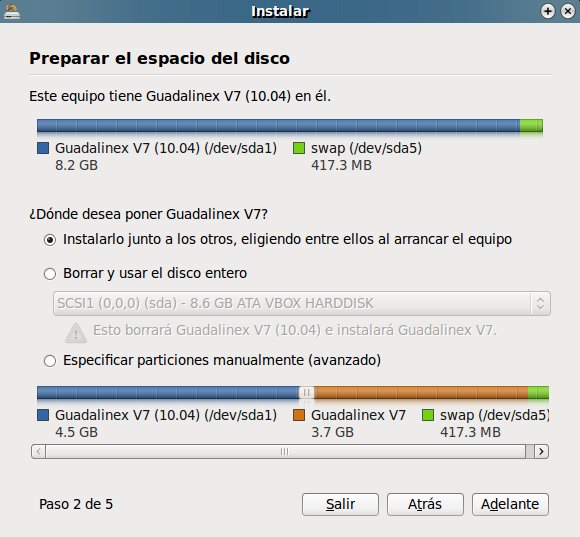 Instalar
Preparar el espacio del disco
Este equipo tiene Guadalinex V7 (10.04) en él.
Guadalinex V7 (10.04) (/dev/sda1) swap (/dev/sda5)
8.2 GB 417.3 MB
¿Dónde desea poner Guadalinex V7?
Instalarlo junto a los otros, eligiendo entre ellos al arrancar el equipo
Borrar y usar el disco entero
SCSI1 (0,0,0) (sda) - 8.6 GB ATA VBOX HARDDISK
Esto borrará Guadalinex V7 (10.04) e instalará Guadalinex V7.
Especificar particiones manualmente (avanzado)
Guadalinex V7 (10.04) (/dev/sda1) Guadalinex V7 swap (/dev/sda5)
4.5 GB 3.7 GB 417.3 MB
Paso 2 de 5 Salir Atrás Adelante